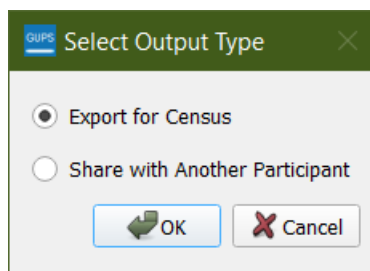 GUPS Select Output Type
Export for Census
Share with Another Participant
OK Cancel